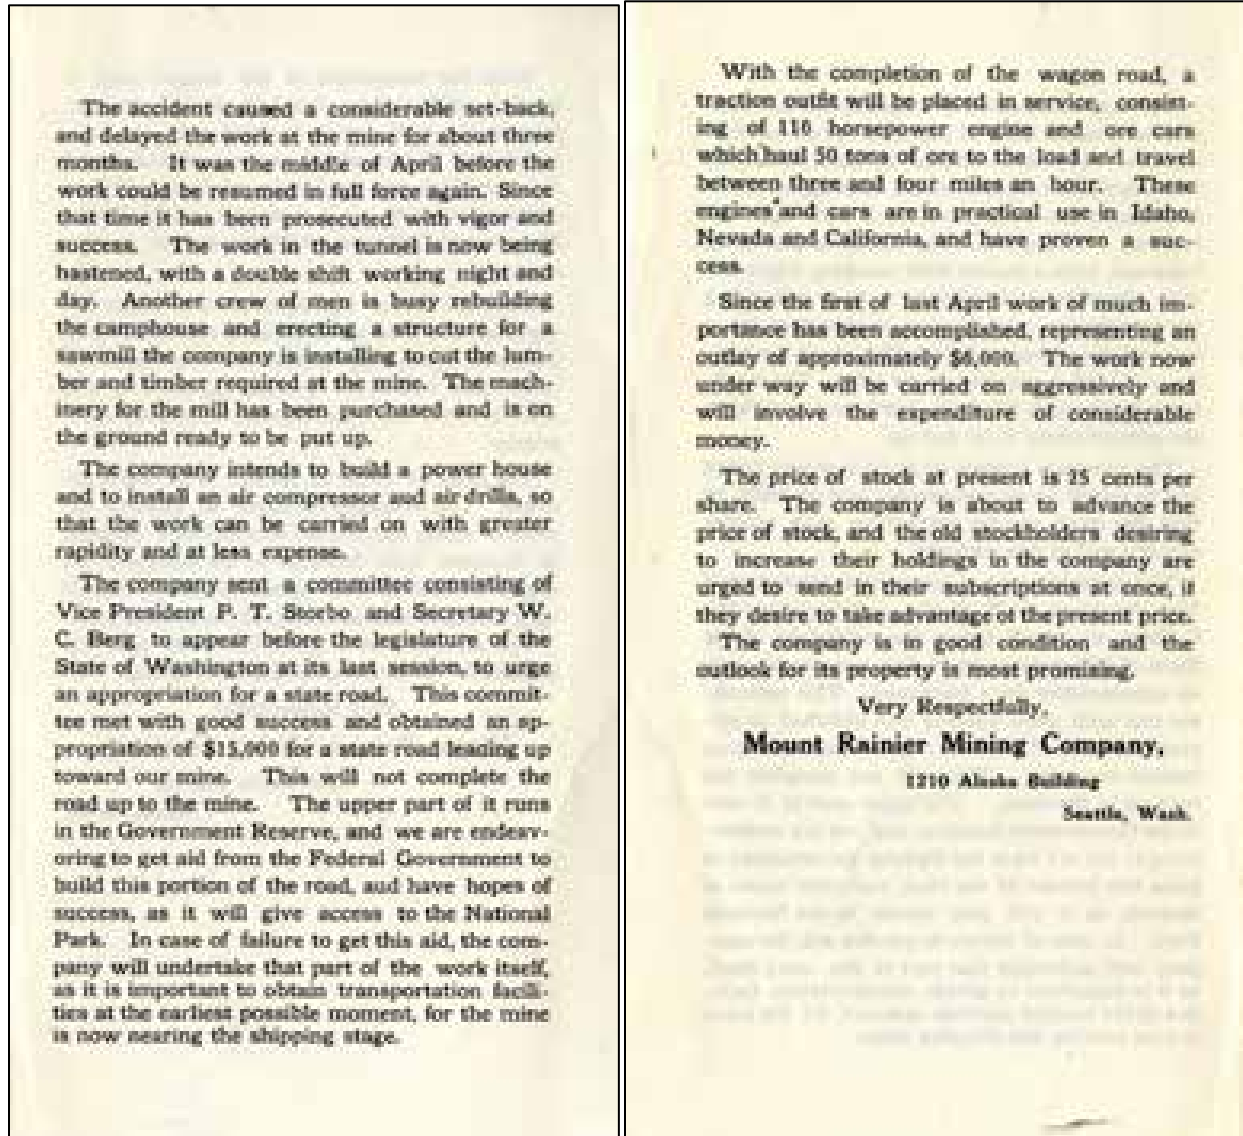 The accident caused a considerable set-back,
and delayed the work at the mine for about three
months. It was the middle of April before the
work could be resumed in full force again. Since
that time it has been prosecuted with vigor and
success. The work in the tunnel is now being
hastened, with a double shift working night and
day. Another crew of men is busy rebuilding
the camphouse and erecting a structure for a
sawmill the company is installing to cut the lum-
ber and timber required at the mine. The mach-
inery for the mill has been purchased and is on
the ground ready to be put up.
The company intends to build a power house
and to install an air compressor aud air drills, so
that the work can be carried on with greater
rapidity and at less expense.
The company sent a committee consisting of
Vice President P. T. Storbo and Secretary W.
C. Berg to appear before the legislature of the
State of Washington at its last session, to urge
an appropriation for a state road. This commit-
tee met with good success and obtained an ap-
propriation of $15,000 for a state road leading up
toward our mine. This will not complete the
road up to the mine. The upper part of it runs
in the Government Reserve, and we are endeav-
oring to get aid from the Federal Government to
build this portion of the road, aud have hopes of
success, as it will give access to the National
Park. In case of failure to get this aid, the com-
pany will undertake that part of the work itself,
as it is important to obtain transportation facili-
ties at the earliest possible moment, for the mine
is now nearing the shipping stage.
With the completion of the wagon road, a
traction outfit will be placed in service, consist-
ing of 110 horsepower engine and ore cars
which haul 50 tons of ore to the load and travel
between three and four miles an hour. These
engines and cars are in practical use in Idaho,
Nevada and California, and have proven a suc-
cess.
Since the first of last April work of much im-
portance has been accomplished, representing an
outlay of approximately $6,000. The work now
under way will be carried on aggressively and
will involve the expenditure of considerable
money.
The price of stock at present is 25 cents per
share. The company is about to advance the
price of stock, and the old stockholders desiring
to increase their holdings in the company are
urged to send in their subscriptions at once, if
they desire to take advantage of the present price.
The company is in good condition and the
outlook for its property is most promising.
Very Respectfully,
Mount Rainier Mining Company,
1210 Alaska Building
Seattle, Wash.